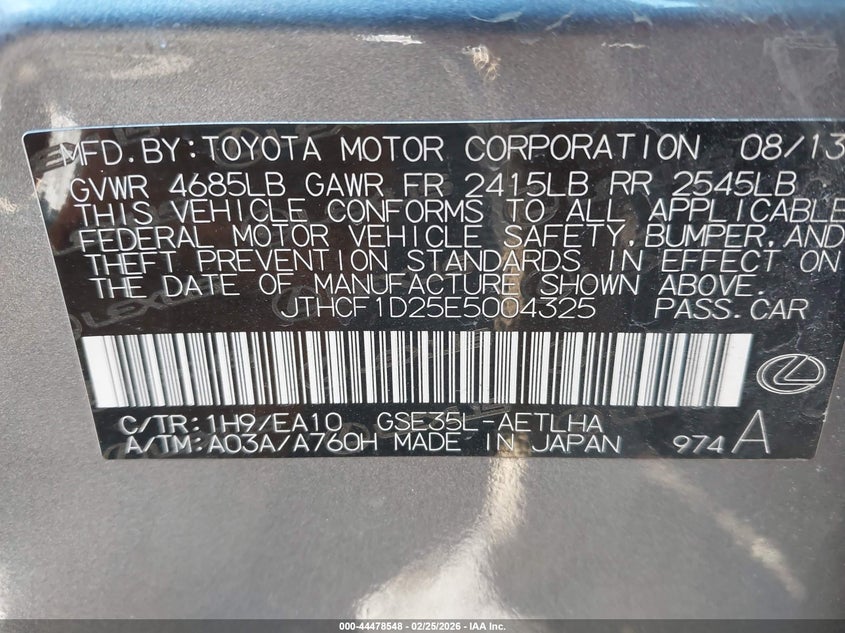 MFD.BY:TOYOTA MOTOR CORPORATION 08/13
GVWR 4685LB GAWR FR 2415LB RR 2545LB
THIS VEHICLE CONFORMS TO ALL APPLICABLE
FEDERAL MOTOR VEHICLE SAFETY,BUMPER,AND
THEFT PREVENTION STANDARDS IN EFFECT ON
THE DATE OF MANUFACTURE SHOWN ABOVE.
JTHCF1D25E5004325 PASS.CAR
C/TR:1H9/EA10 GSE35L-AETLHA
A/TM:A03A/A760H MADE IN JAPAN 974A
000-44478548 - 02/25/2026 - IAA Inc.